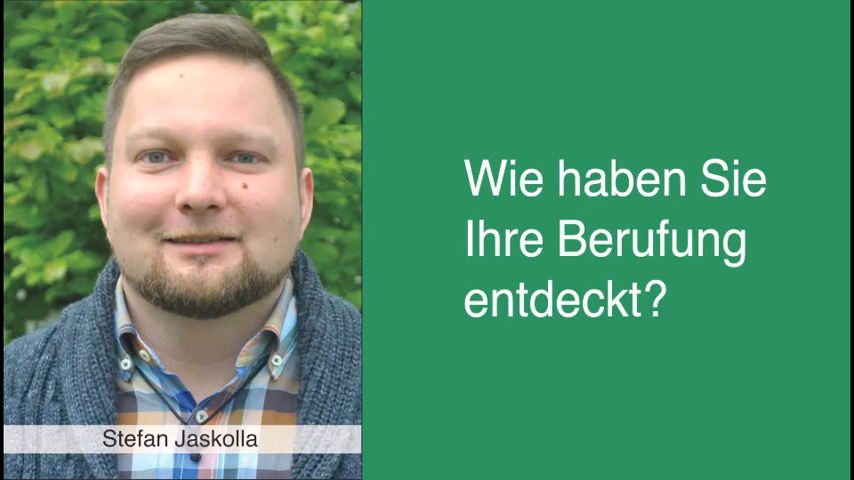 Wie haben Sie
Ihre Berufung
entdeckt?
Stefan Jaskolla